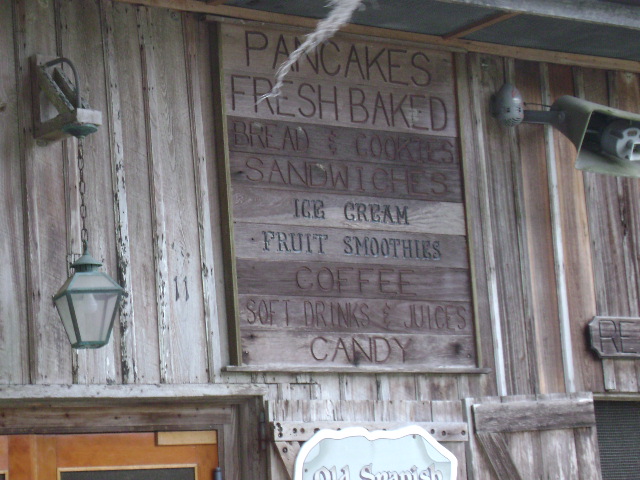 PANCAKES
FRESH BAKED
BREAD & COOKIES
SANDWICHES
ICE CREAM
FRUIT SMOOTHIES
COFFEE
SOFT DRINKS & JUICES
CANDY
11
RE
Old Spanish